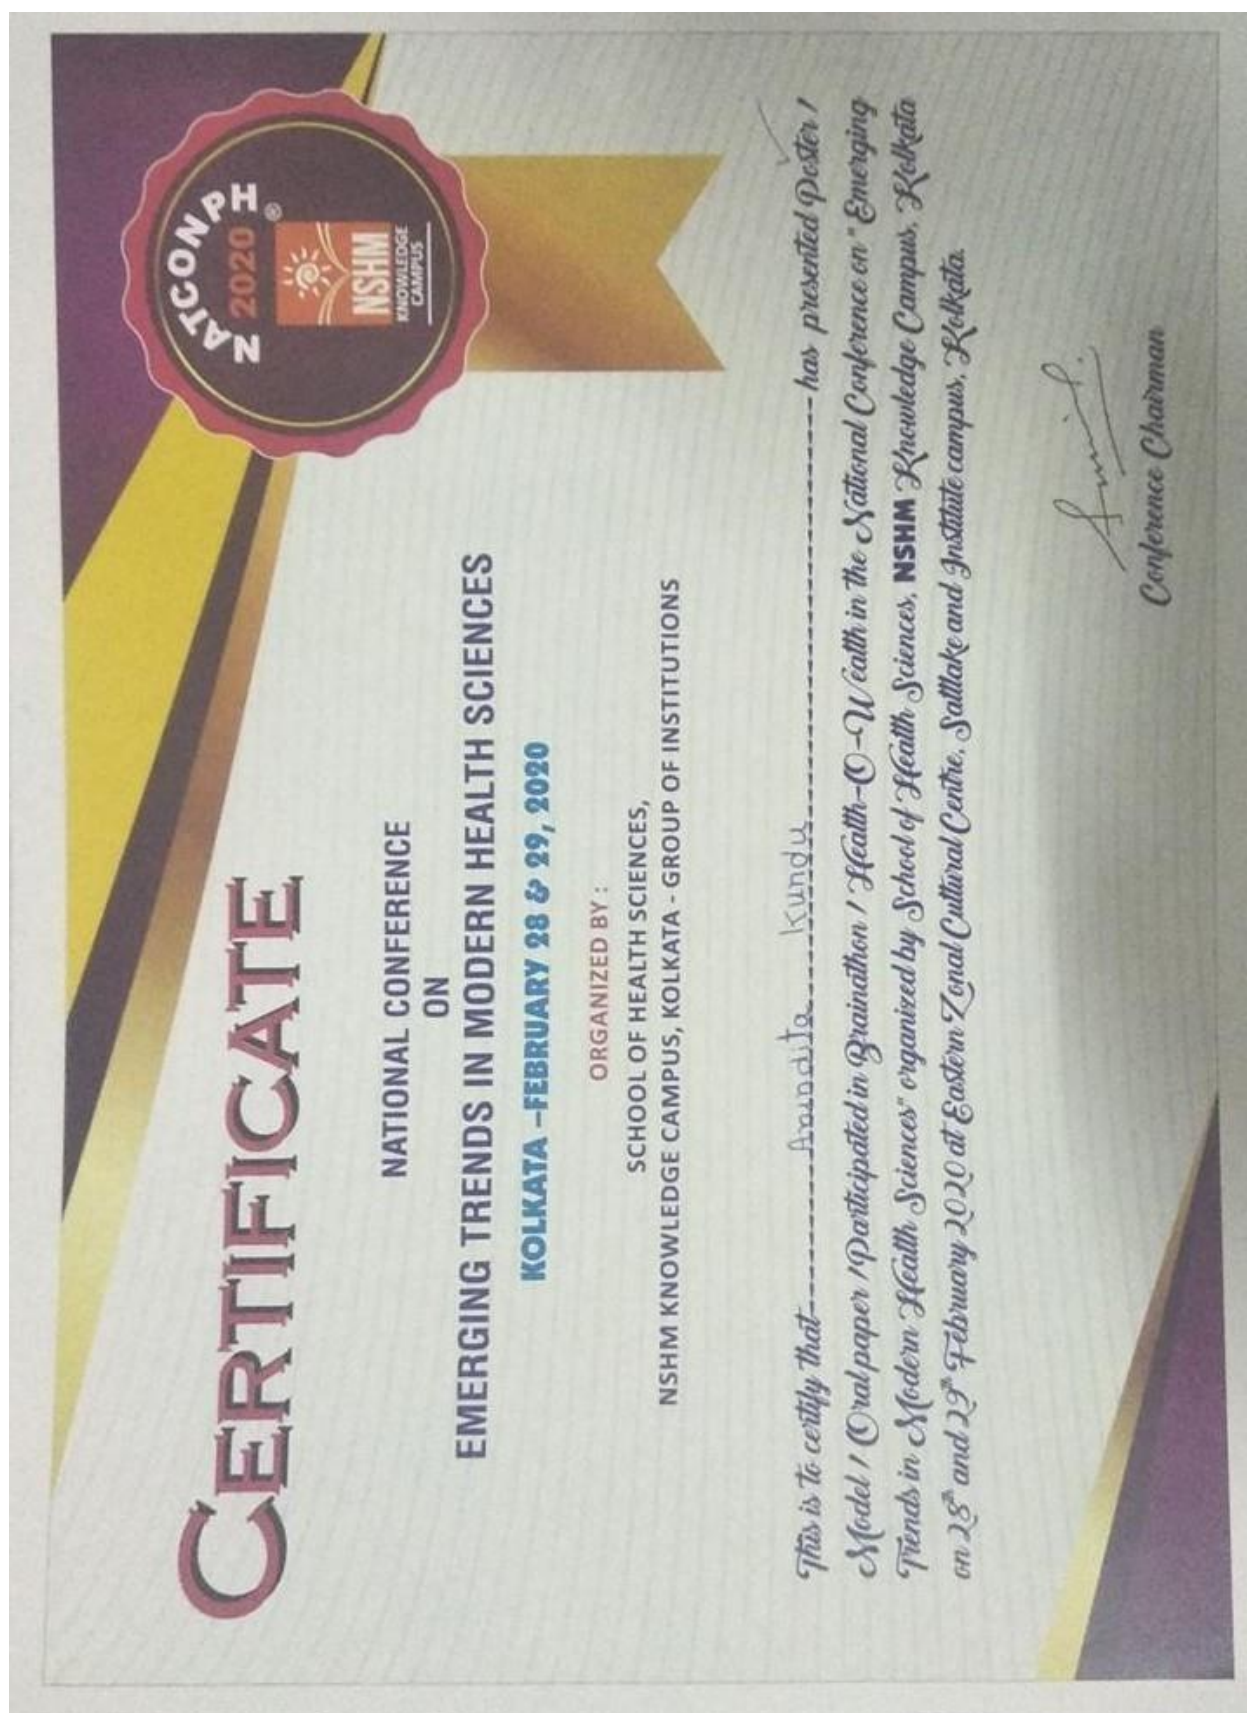 NATCONPH
2020
®
NSHM
KNOWLEDGE
CAMPUS
CERTIFICATE
NATIONAL CONFERENCE
ON
EMERGING TRENDS IN MODERN HEALTH SCIENCES
KOLKATA –FEBRUARY 28 & 29, 2020
ORGANIZED BY :
SCHOOL OF HEALTH SCIENCES,
NSHM KNOWLEDGE CAMPUS, KOLKATA - GROUP OF INSTITUTIONS
This is to certify that Kundu has presented Poster /
Model / Oral paper / Participated in Brainathon / Health-O-Wealth in the National Conference on "Emerging
Trends in Modern Health Sciences" organized by School of Health Sciences, NSHM Knowledge Campus, Kolkata
on 28th and 29th February 2020 at Eastern Zonal Cultural Centre, Saltlake and Institute campus, Kolkata.
Conference Chairman